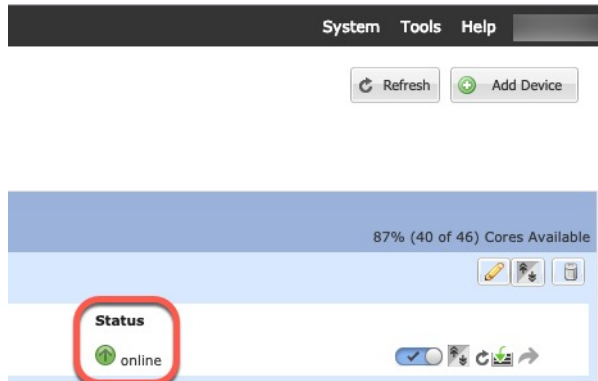 System Tools Help
Refresh Add Device
87% (40 of 46) Cores Available
Status
online